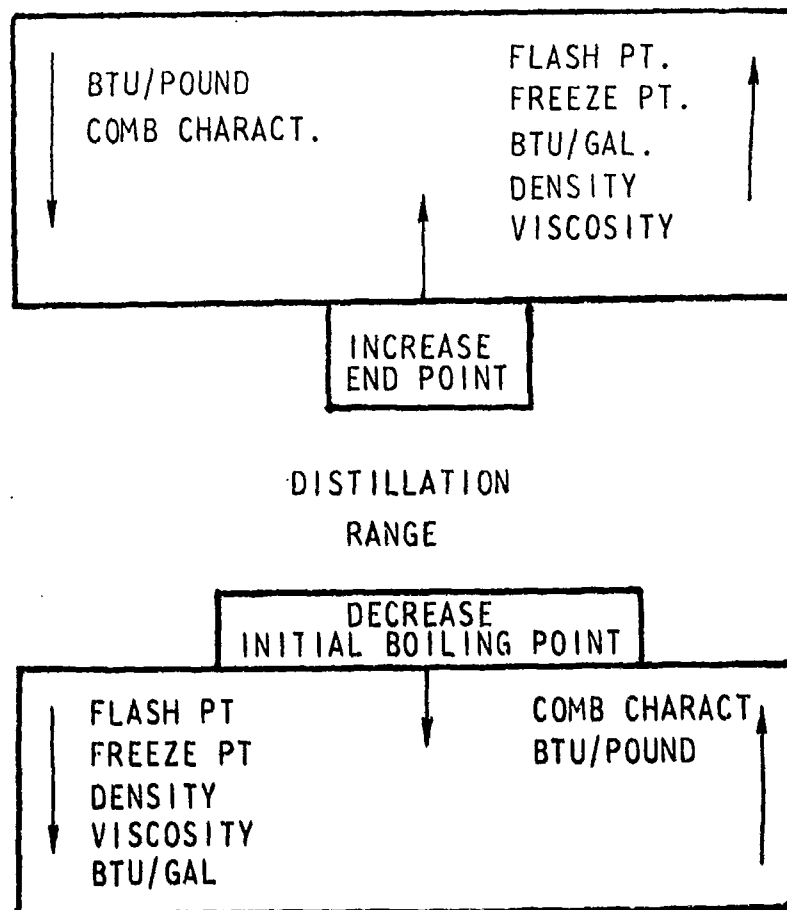 BTU/POUND
COMB CHARACT.
FLASH PT.
FREEZE PT.
BTU/GAL.
DENSITY
VISCOSITY
INCREASE
END POINT
DISTILLATION
RANGE
DECREASE
INITIAL BOILING POINT
FLASH PT
FREEZE PT
DENSITY
VISCOSITY
BTU/GAL
COMB CHARACT
BTU/POUND